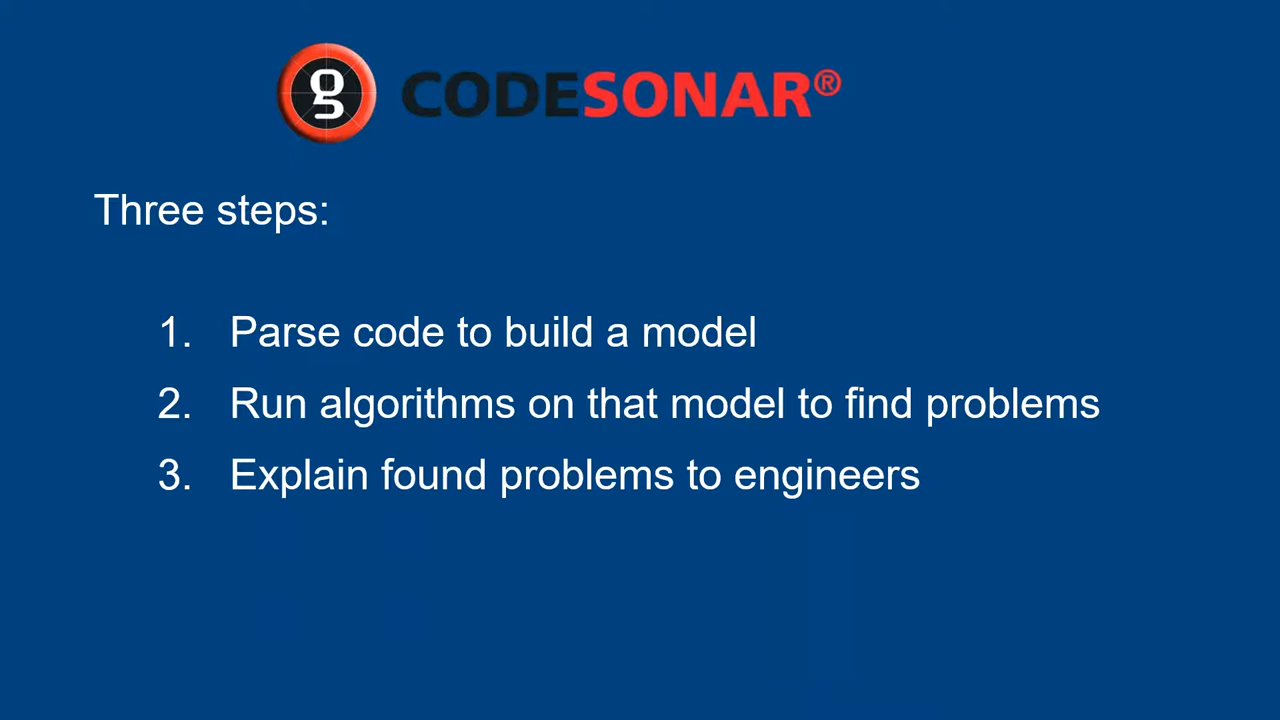 g CODESONAR®
Three steps:
1. Parse code to build a model
2. Run algorithms on that model to find problems
3. Explain found problems to engineers